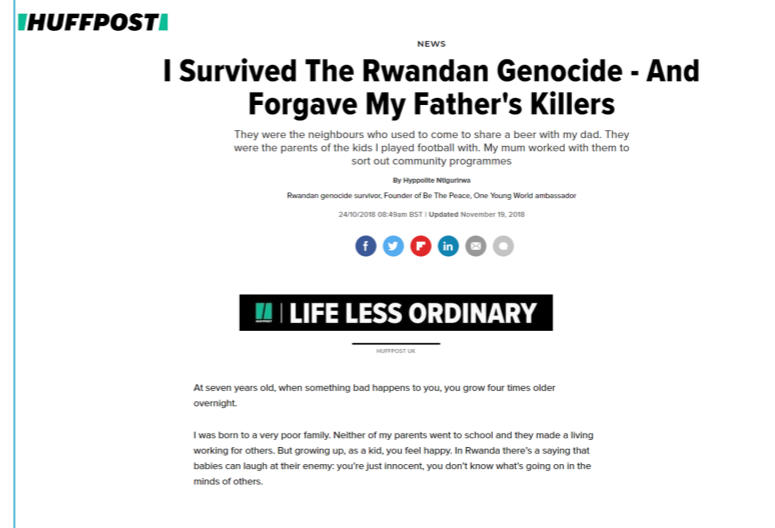 HUFFPOST
NEWS
I Survived The Rwandan Genocide - And
Forgave My Father's Killers
They were the neighbours who used to come to share a beer with my dad. They
were the parents of the kids I played football with. My mum worked with them to
sort out community programmes
By Hyppolite Ntigurirwa
Rwandan genocide survivor, Founder of Be The Peace, One Young World ambassador
24/10/2018 08:49am BST | Updated November 19, 2018
LIFE LESS ORDINARY
HUFFPOST UK
At seven years old, when something bad happens to you, you grow four times older
overnight.
I was born to a very poor family. Neither of my parents went to school and they made a living
working for others. But growing up, as a kid, you feel happy. In Rwanda there's a saying that
babies can laugh at their enemy: you're just innocent, you don't know what's going on in the
minds of others.